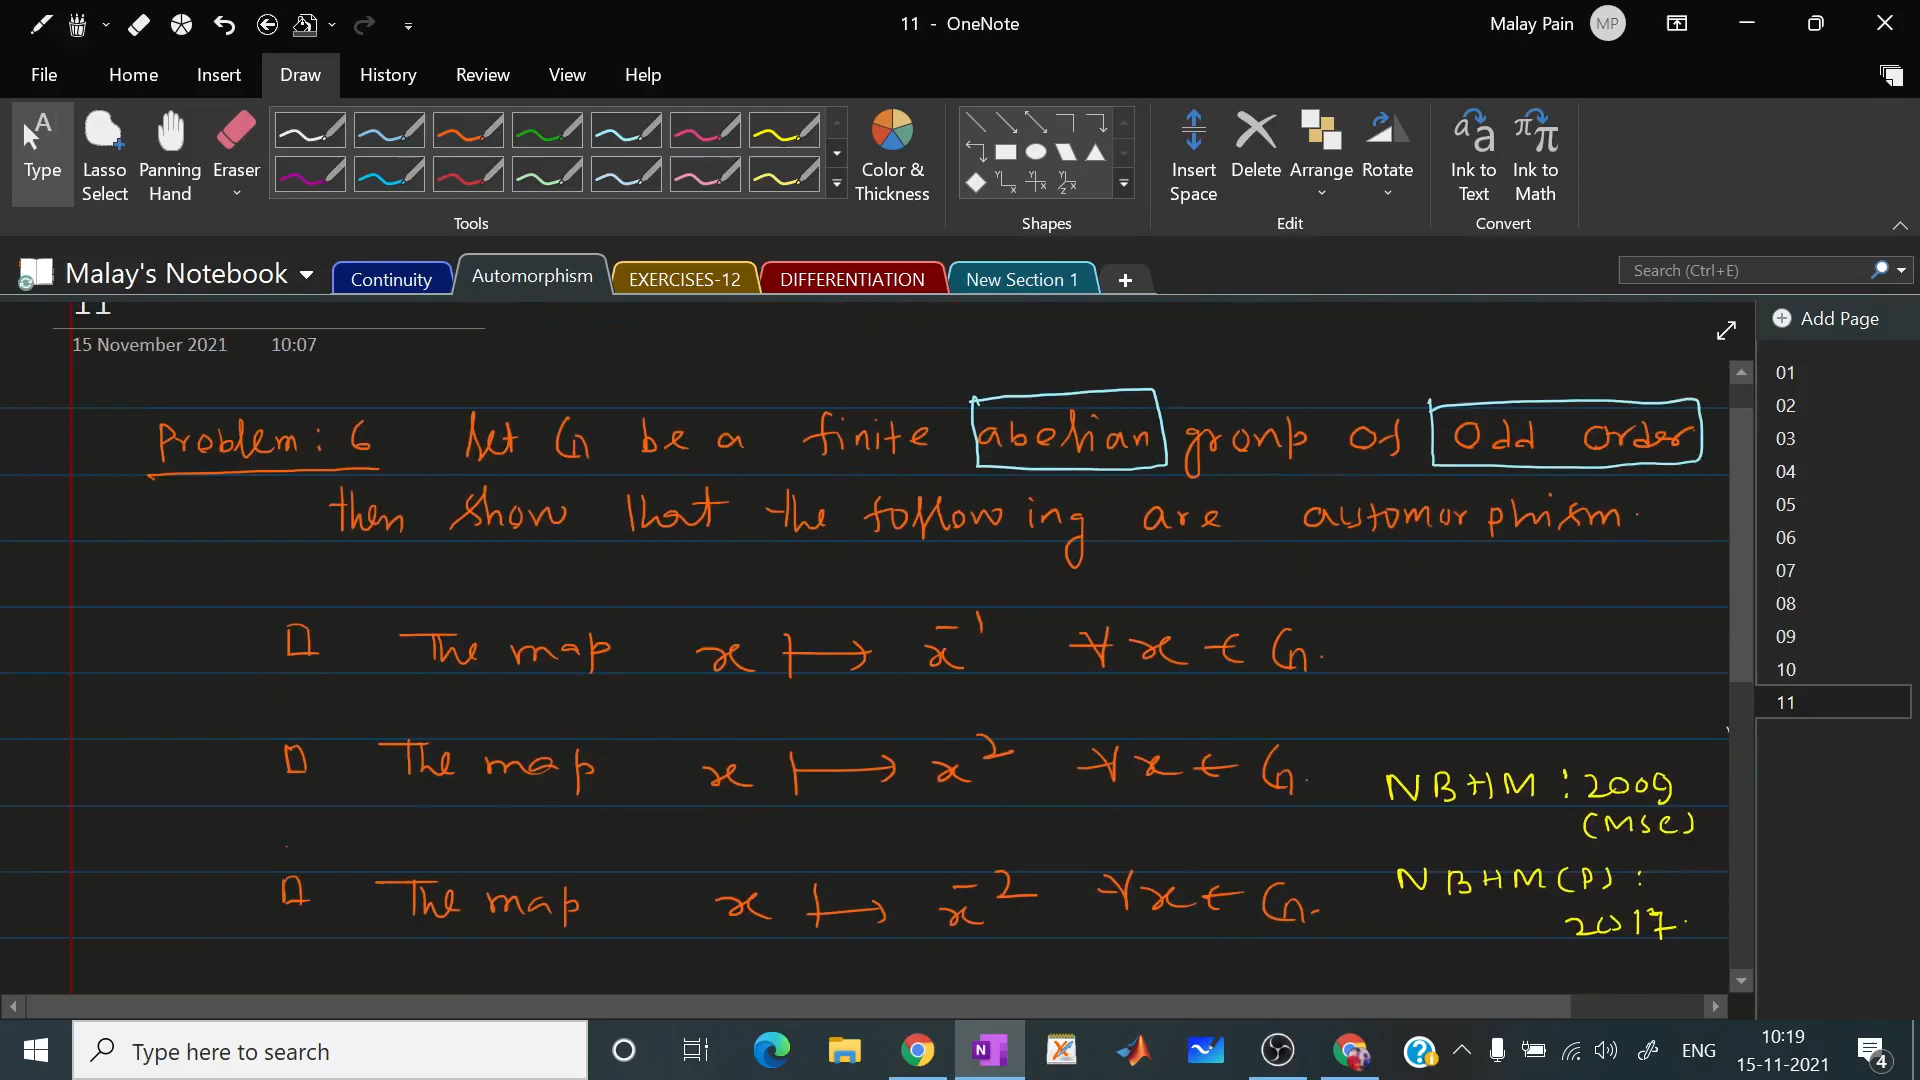 11 - OneNote
Malay Pain MP
File Home Insert Draw History Review View Help
Type
Lasso Select
Panning Hand
Eraser
Color & Thickness
Insert Space
Delete
Arrange
Rotate
Ink to Text
Ink to Math
Tools Shapes Edit Convert
Malay's Notebook Continuity Automorphism EXERCISES-12 DIFFERENTIATION New Section 1 +
Search (Ctrl+E)
11
15 November 2021 10:07
Add Page
01
02
03
04
05
06
07
08
09
10
11
Problem: 6 Let G be a finite abelian group of Odd Order
then show that the following are automorphism.
□ The map x ↦ x⁻¹ ∀x ∈ G.
□ The map x ↦ x² ∀x ∈ G.
NBHM : 2009
(MSC)
□ The map x ↦ x⁻² ∀x ∈ G.
NBHM(P) :
2017.
Type here to search
ENG
10:19
15-11-2021
4